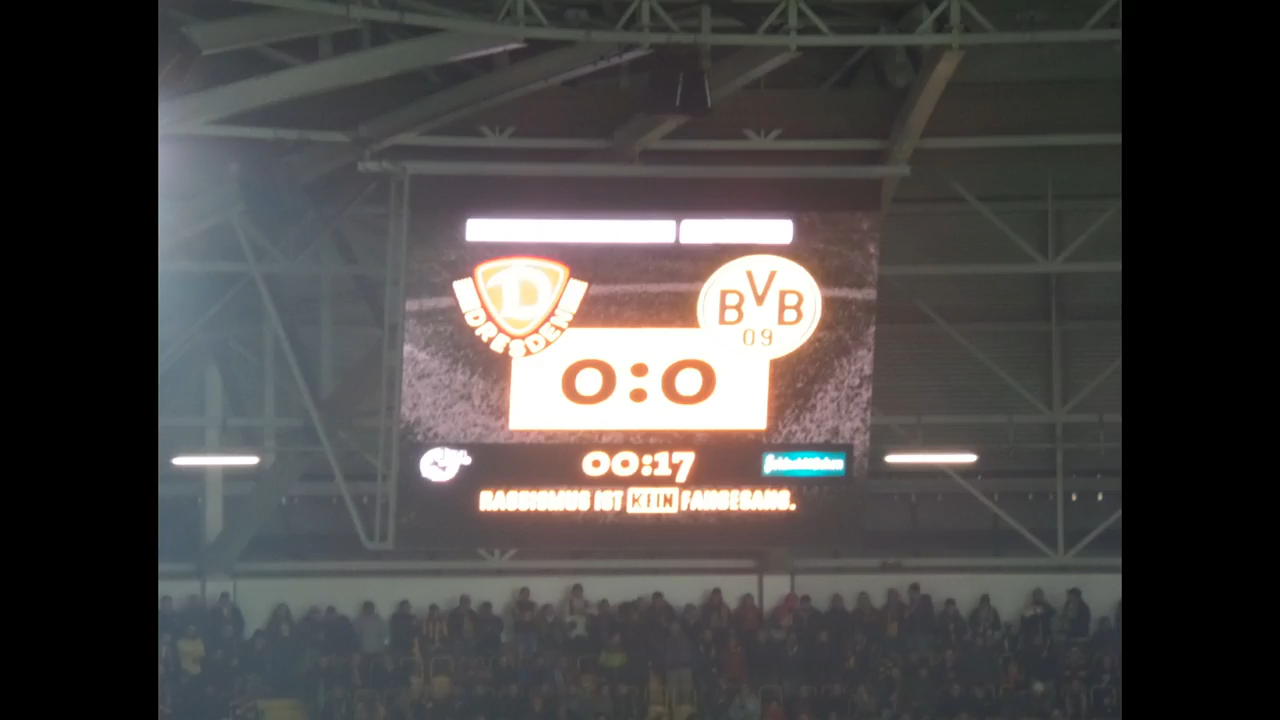 D
DRESDEN
BVB
09
0:0
00:17
RASSISMUS IST KEIN FANGESANG.